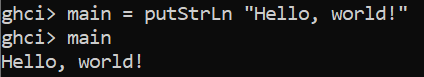 ghci> main = putStrLn "Hello, world!"
ghci> main
Hello, world!